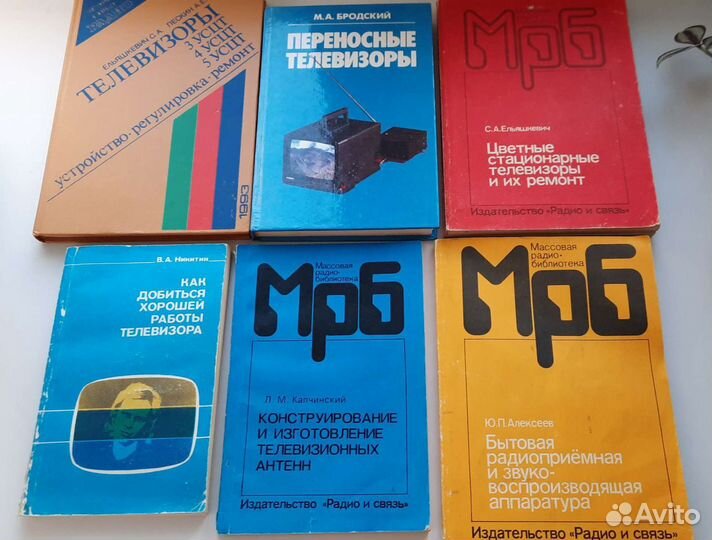 ЕЛЬЯШКЕВИЧ С.А. ПЕСКИН А.Е.
ТЕЛЕВИЗОРЫ
3 УСЦТ
4 УСЦТ
5 УСЦТ
устройство·регулировка·ремонт
1993
М.А. БРОДСКИЙ
ПЕРЕНОСНЫЕ
ТЕЛЕВИЗОРЫ
Мрб
С.А.Ельяшкевич
Цветные
стационарные
телевизоры
и их ремонт
Издательство «Радио и связь»
В.А. Никитин
КАК
ДОБИТЬСЯ
ХОРОШЕЙ
РАБОТЫ
ТЕЛЕВИЗОРА
Массовая
радио-
библиотека
Мрб
Л. М. Капчинский
КОНСТРУИРОВАНИЕ
И ИЗГОТОВЛЕНИЕ
ТЕЛЕВИЗИОННЫХ
АНТЕНН
Издательство «Радио и связь»
Массовая
радио-
библиотека
Мрб
Ю.П.Алексеев
Бытовая
радиоприёмная
и звуко-
воспроизводящая
аппаратура
Издательство «Радио и связь»
Avito